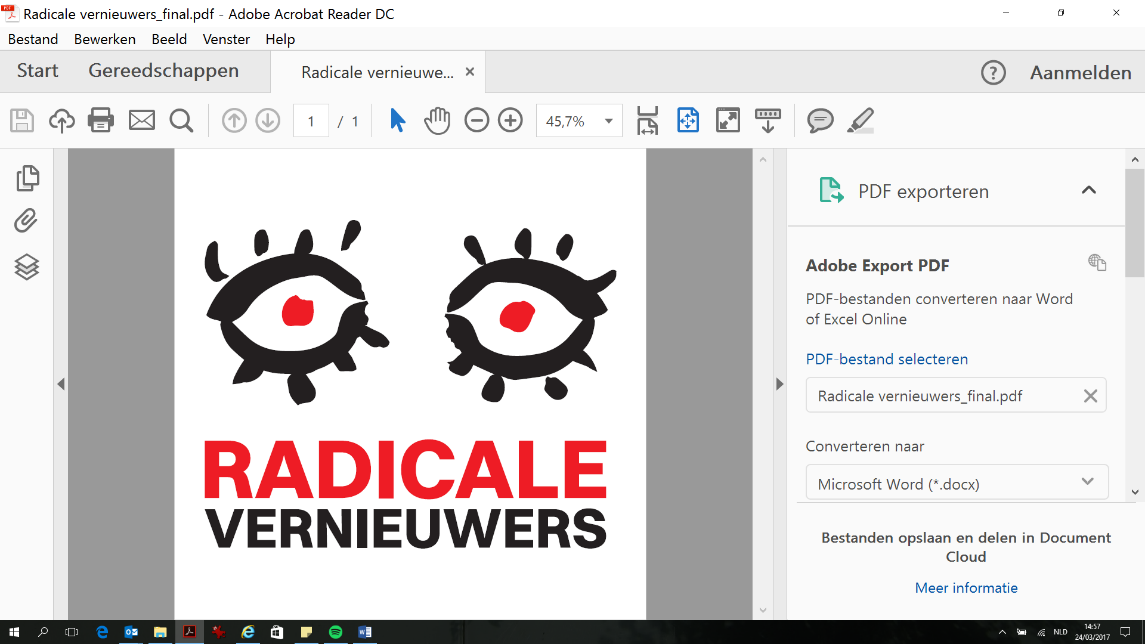 Radicale vernieuwers_final.pdf - Adobe Acrobat Reader DC
Bestand Bewerken Beeld Venster Help
Start Gereedschappen Radicale vernieuwe... × ? Aanmelden
1 / 1 45,7%
PDF exporteren
Adobe Export PDF
PDF-bestanden converteren naar Word
of Excel Online
PDF-bestand selecteren
Radicale vernieuwers_final.pdf
Converteren naar
Microsoft Word (*.docx)
Bestanden opslaan en delen in Document
Cloud
Meer informatie
RADICALE
VERNIEUWERS
NLD
14:57
24/03/2017